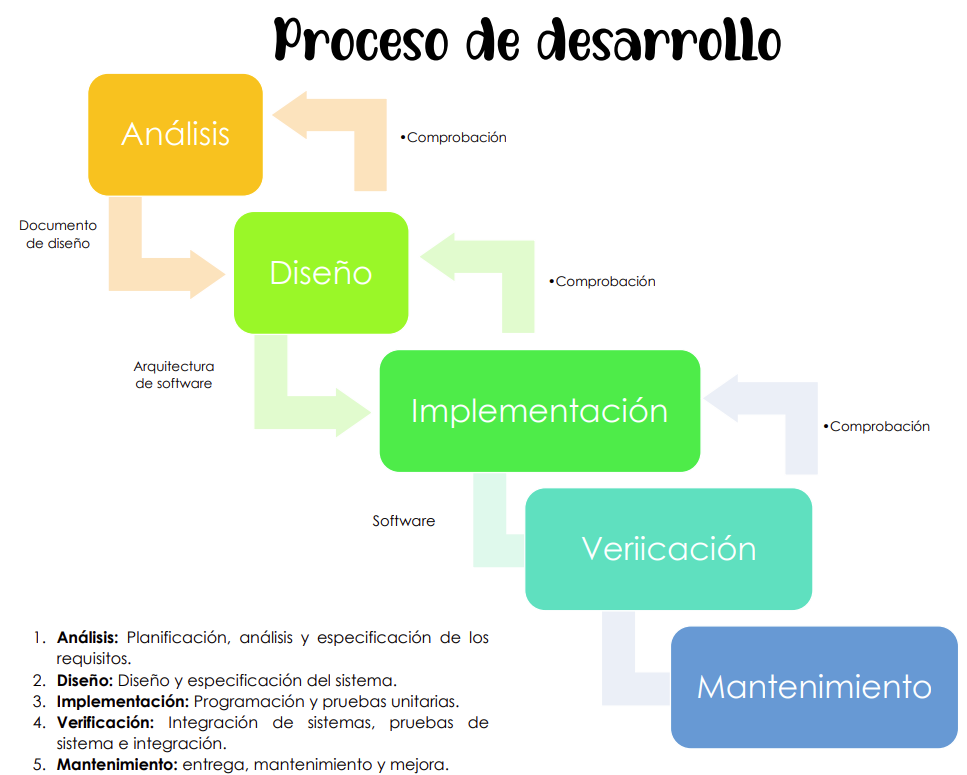 Proceso de desarrollo
Análisis
•Comprobación
Documento
de diseño
Diseño
•Comprobación
Arquitectura
de software
Implementación
•Comprobación
Software
Veriicación
Mantenimiento
1. Análisis: Planificación, análisis y especificación de los
requisitos.
2. Diseño: Diseño y especificación del sistema.
3. Implementación: Programación y pruebas unitarias.
4. Verificación: Integración de sistemas, pruebas de
sistema e integración.
5. Mantenimiento: entrega, mantenimiento y mejora.